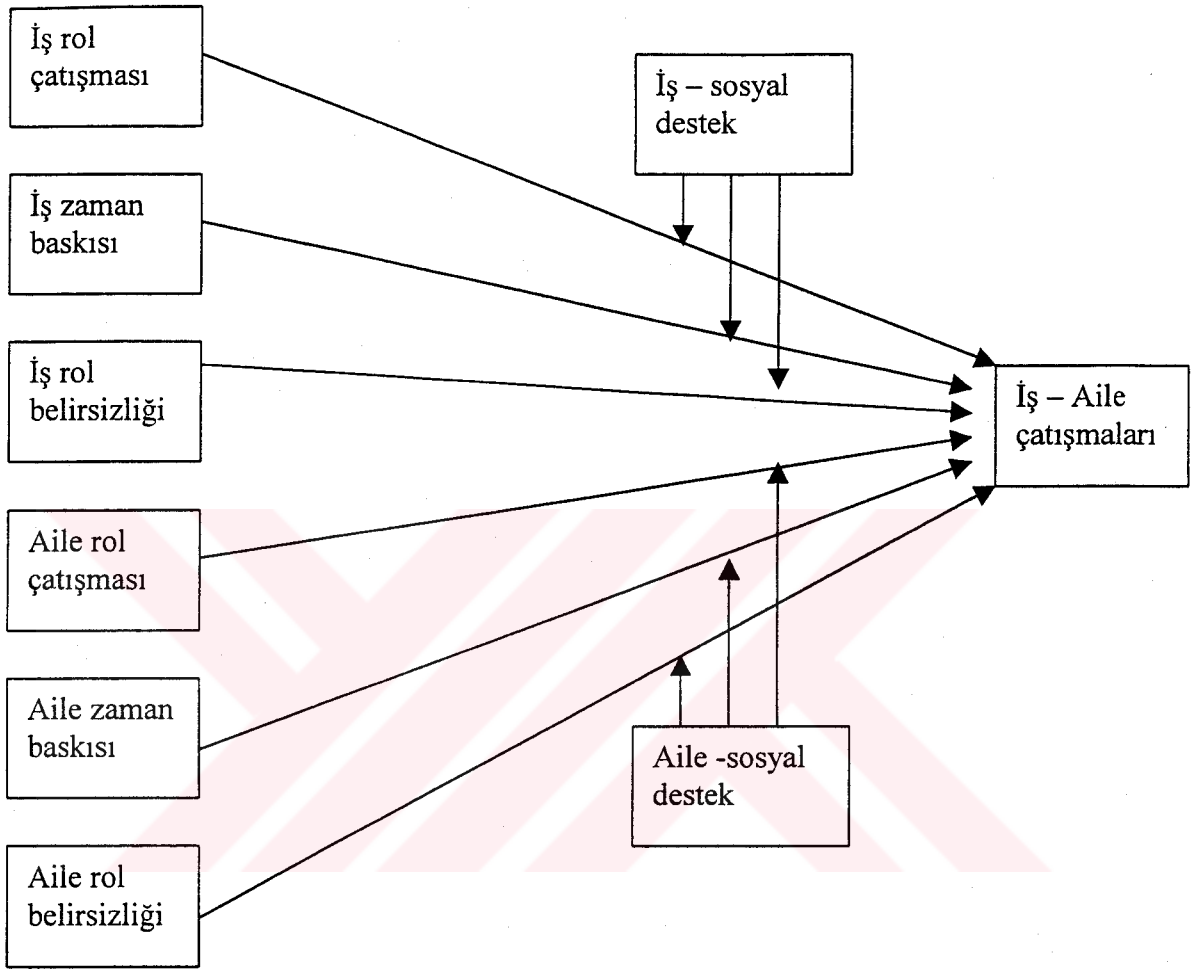 İş rol
çatışması
İş – sosyal
destek
İş zaman
baskısı
İş rol
belirsizliği
İş – Aile
çatışmaları
Aile rol
çatışması
Aile zaman
baskısı
Aile -sosyal
destek
Aile rol
belirsizliği